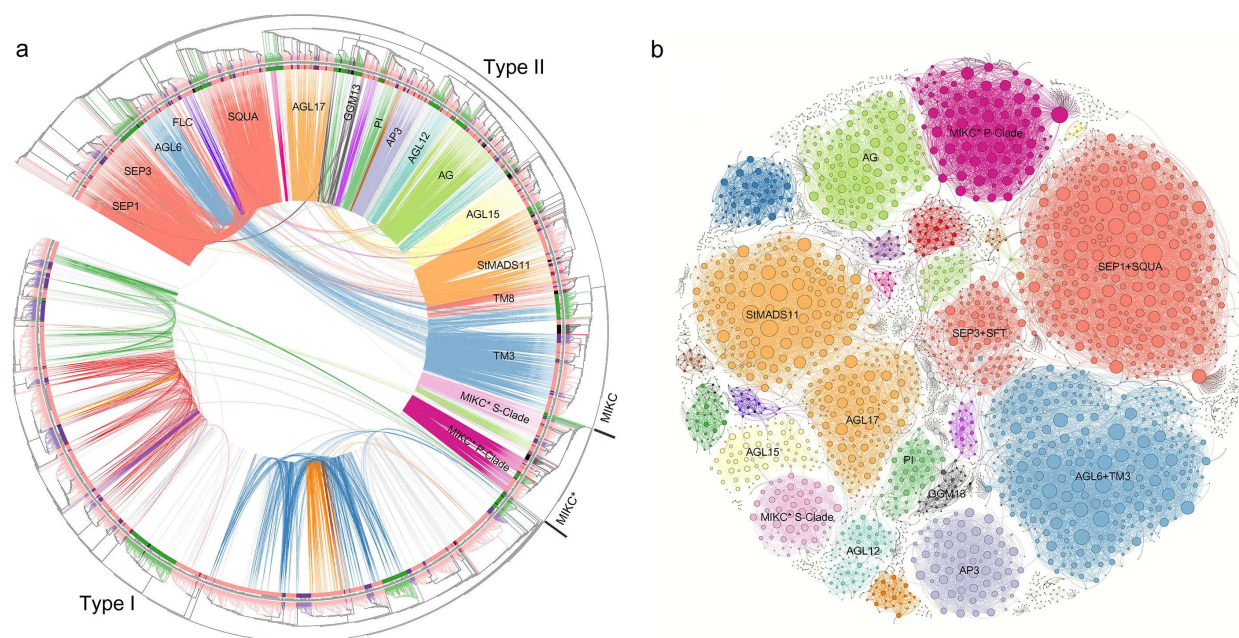 a
Type II
SEP1
SEP3
AGL6
FLC
SQUA
AGL17
GGM13
PI
AP3
AGL12
AG
AGL15
StMADS11
TM8
TM3
MIKC* S-Clade
MIKC* P-Clade
MIKC
MIKC*
Type I
b
MIKC* P-Clade
AG
SEP1+SQUA
StMADS11
SEP3+SFT
AGL17
AGL6+TM3
AGL15
PI
GGM13
MIKC* S-Clade
AGL12
AP3